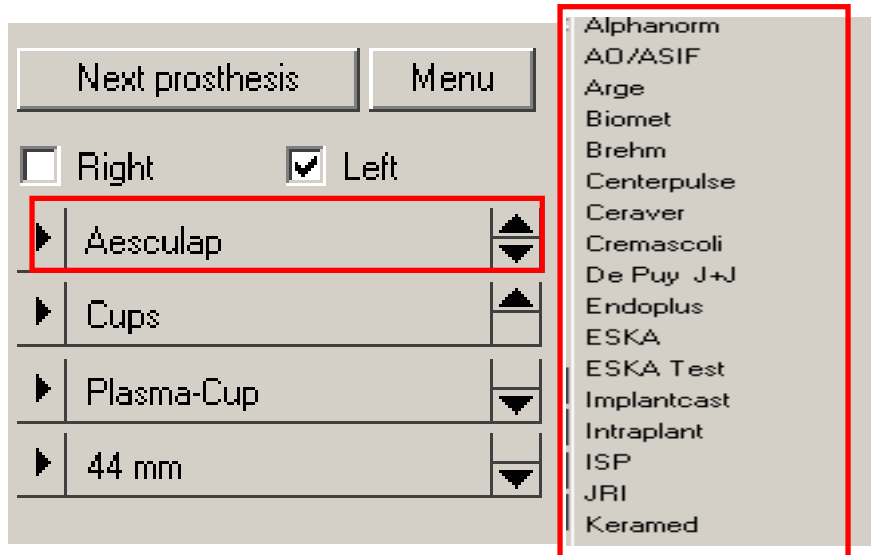 Next prosthesis
Menu
Right
Left
Aesculap
Cups
Plasma-Cup
44 mm
Alphanorm
AO/ASIF
Arge
Biomet
Brehm
Centerpulse
Ceraver
Cremascoli
De Puy J+J
Endoplus
ESKA
ESKA Test
Implantcast
Intraplant
ISP
JRI
Keramed